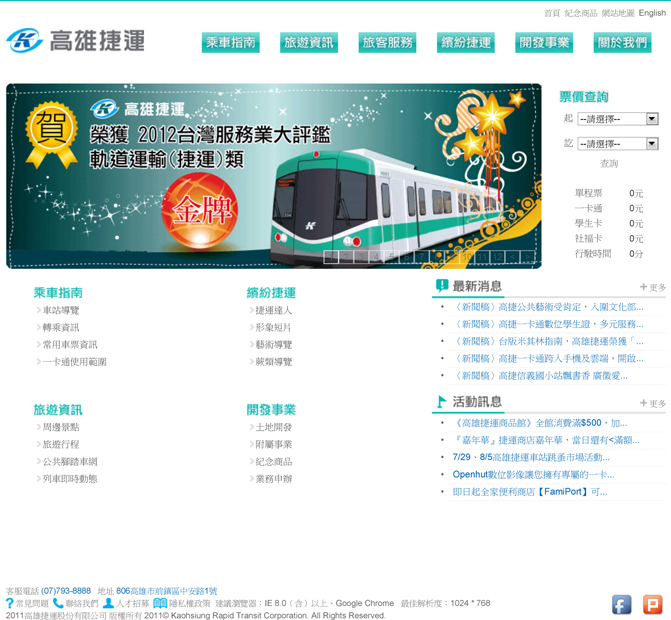 首頁 紀念商品 網站地圖 English
高雄捷運
乘車指南 旅遊資訊 旅客服務 繽紛捷運 開發事業 關於我們
賀
高雄捷運
榮獲 2012台灣服務業大評鑑
軌道運輸(捷運)類
金牌
票價查詢
起 --請選擇--
訖 --請選擇--
查詢
單程票 0元
一卡通 0元
學生卡 0元
社福卡 0元
行駛時間 0分
乘車指南
車站導覽
轉乘資訊
常用車票資訊
一卡通使用範圍
繽紛捷運
捷運達人
形象短片
藝術導覽
蕨類導覽
旅遊資訊
周邊景點
旅遊行程
公共腳踏車網
列車即時動態
開發事業
土地開發
附屬事業
紀念商品
業務申辦
最新消息 更多
〈新聞稿〉高捷公共藝術受肯定，入圍文化部...
〈新聞稿〉高捷一卡通數位學生證，多元服務...
〈新聞稿〉台版米其林指南，高雄捷運榮獲「...
〈新聞稿〉高捷一卡通跨入手機及雲端，開啟...
〈新聞稿〉高捷信義國小站飄書香 廣徵愛...
活動訊息 更多
《高雄捷運商品館》全館消費滿$500，加...
『嘉年華』捷運商店嘉年華，當日還有<滿額...
7/29、8/5高雄捷運車站跳蚤市場活動...
Openhut數位影像讓您擁有專屬的一卡...
即日起全家便利商店【FamiPort】可...
客服電話 (07)793-8888 地址 806高雄市前鎮區中安路1號
常見問題 聯絡我們 人才招募 隱私權政策 建議瀏覽器：IE 8.0（含）以上、Google Chrome 最佳解析度：1024 * 768
2011高雄捷運股份有限公司 版權所有 2011© Kaohsiung Rapid Transit Corporation. All Rights Reserved.